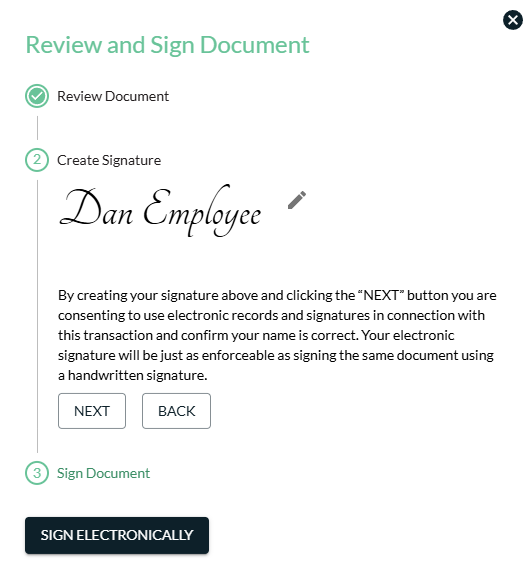 Review and Sign Document
Review Document
2 Create Signature
Dan Employee
By creating your signature above and clicking the “NEXT” button you are
consenting to use electronic records and signatures in connection with
this transaction and confirm your name is correct. Your electronic
signature will be just as enforceable as signing the same document using
a handwritten signature.
NEXT BACK
3 Sign Document
SIGN ELECTRONICALLY